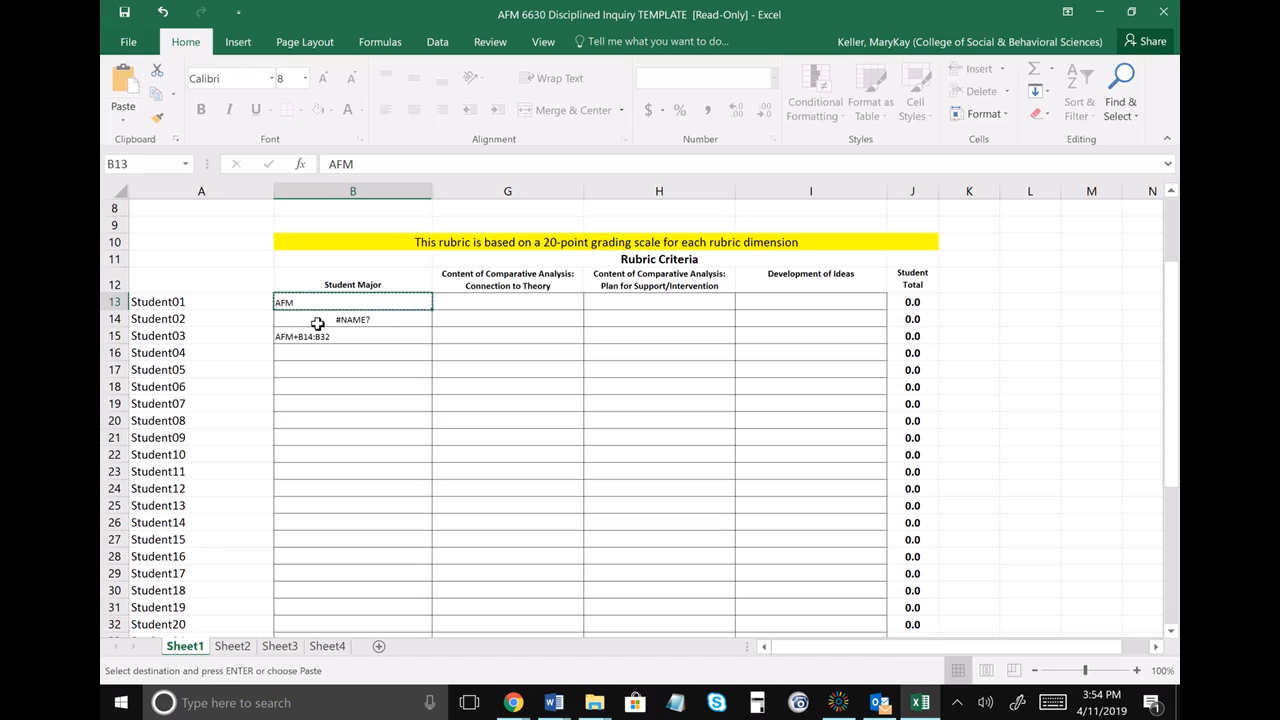 AFM 6630 Disciplined Inquiry TEMPLATE [Read-Only] - Excel
File Home Insert Page Layout Formulas Data Review View Tell me what you want to do... Keller, MaryKay (College of Social & Behavioral Sciences) Share
Paste
Calibri 8
B I U A
Wrap Text
Merge & Center
$ % ,
Conditional Formatting
Format as Table
Cell Styles
Insert
Delete
Format
Sort & Filter
Find & Select
Clipboard Font Alignment Number Styles Cells Editing
B13 fx AFM
A B G H I J K L M N
8
9
10 This rubric is based on a 20-point grading scale for each rubric dimension
11 Rubric Criteria
12 Student Major Content of Comparative Analysis: Connection to Theory Content of Comparative Analysis: Plan for Support/Intervention Development of Ideas Student Total
13 Student01 AFM 0.0
14 Student02 #NAME? 0.0
15 Student03 AFM+B14:B32 0.0
16 Student04 0.0
17 Student05 0.0
18 Student06 0.0
19 Student07 0.0
20 Student08 0.0
21 Student09 0.0
22 Student10 0.0
23 Student11 0.0
24 Student12 0.0
25 Student13 0.0
26 Student14 0.0
27 Student15 0.0
28 Student16 0.0
29 Student17 0.0
30 Student18 0.0
31 Student19 0.0
32 Student20 0.0
Sheet1 Sheet2 Sheet3 Sheet4
Select destination and press ENTER or choose Paste 100%
Type here to search
3:54 PM
4/11/2019